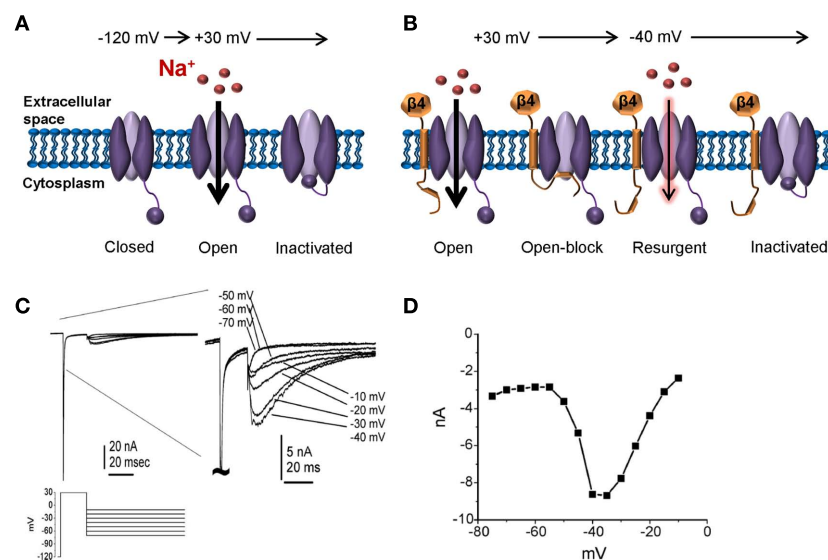 A
-120 mV
+30 mV
Na+
Extracellular
space
Cytoplasm
Closed
Open
Inactivated
B
+30 mV
-40 mV
β4
β4
β4
β4
Open
Open-block
Resurgent
Inactivated
C
-50 mV
-60 mV
-70 mV
-10 mV
-20 mV
-30 mV
-40 mV
20 nA
20 msec
5 nA
20 ms
30
0
-30
-60
-90
-120
mV
D
0
-2
-4
-6
-8
-10
nA
-80
-60
-40
-20
0
mV